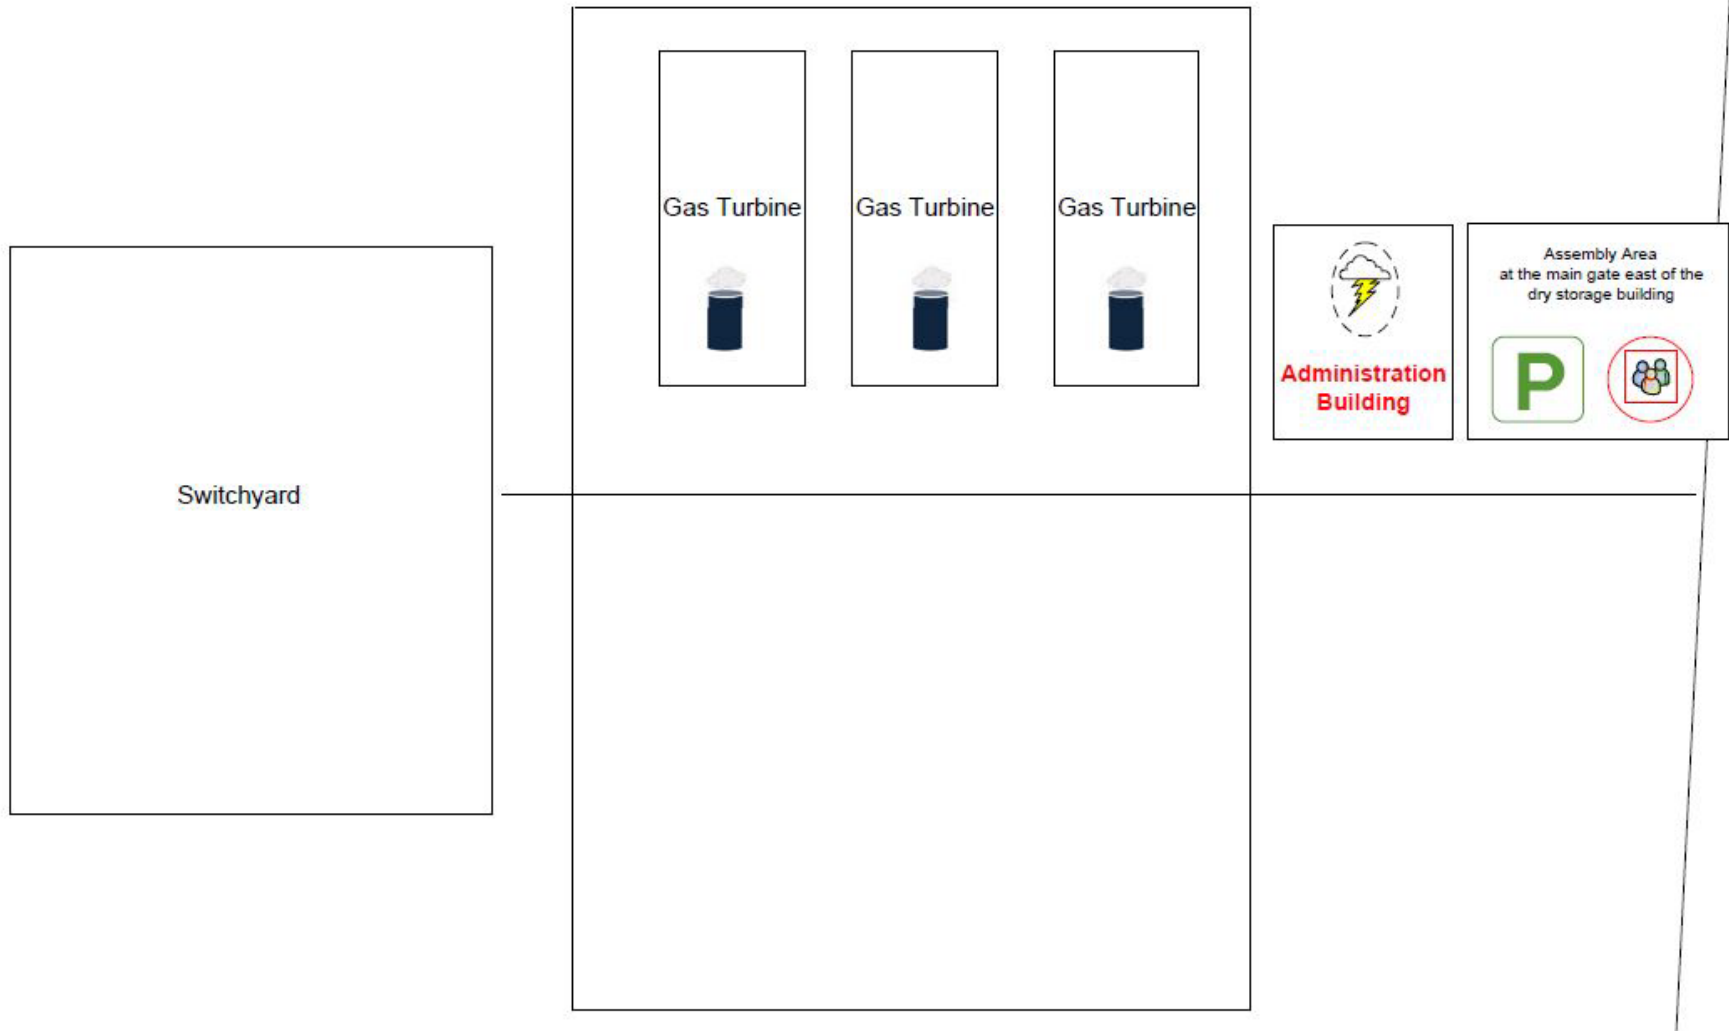 Gas Turbine
Gas Turbine
Gas Turbine
Assembly Area
at the main gate east of the
dry storage building
Administration
Building
P
Switchyard